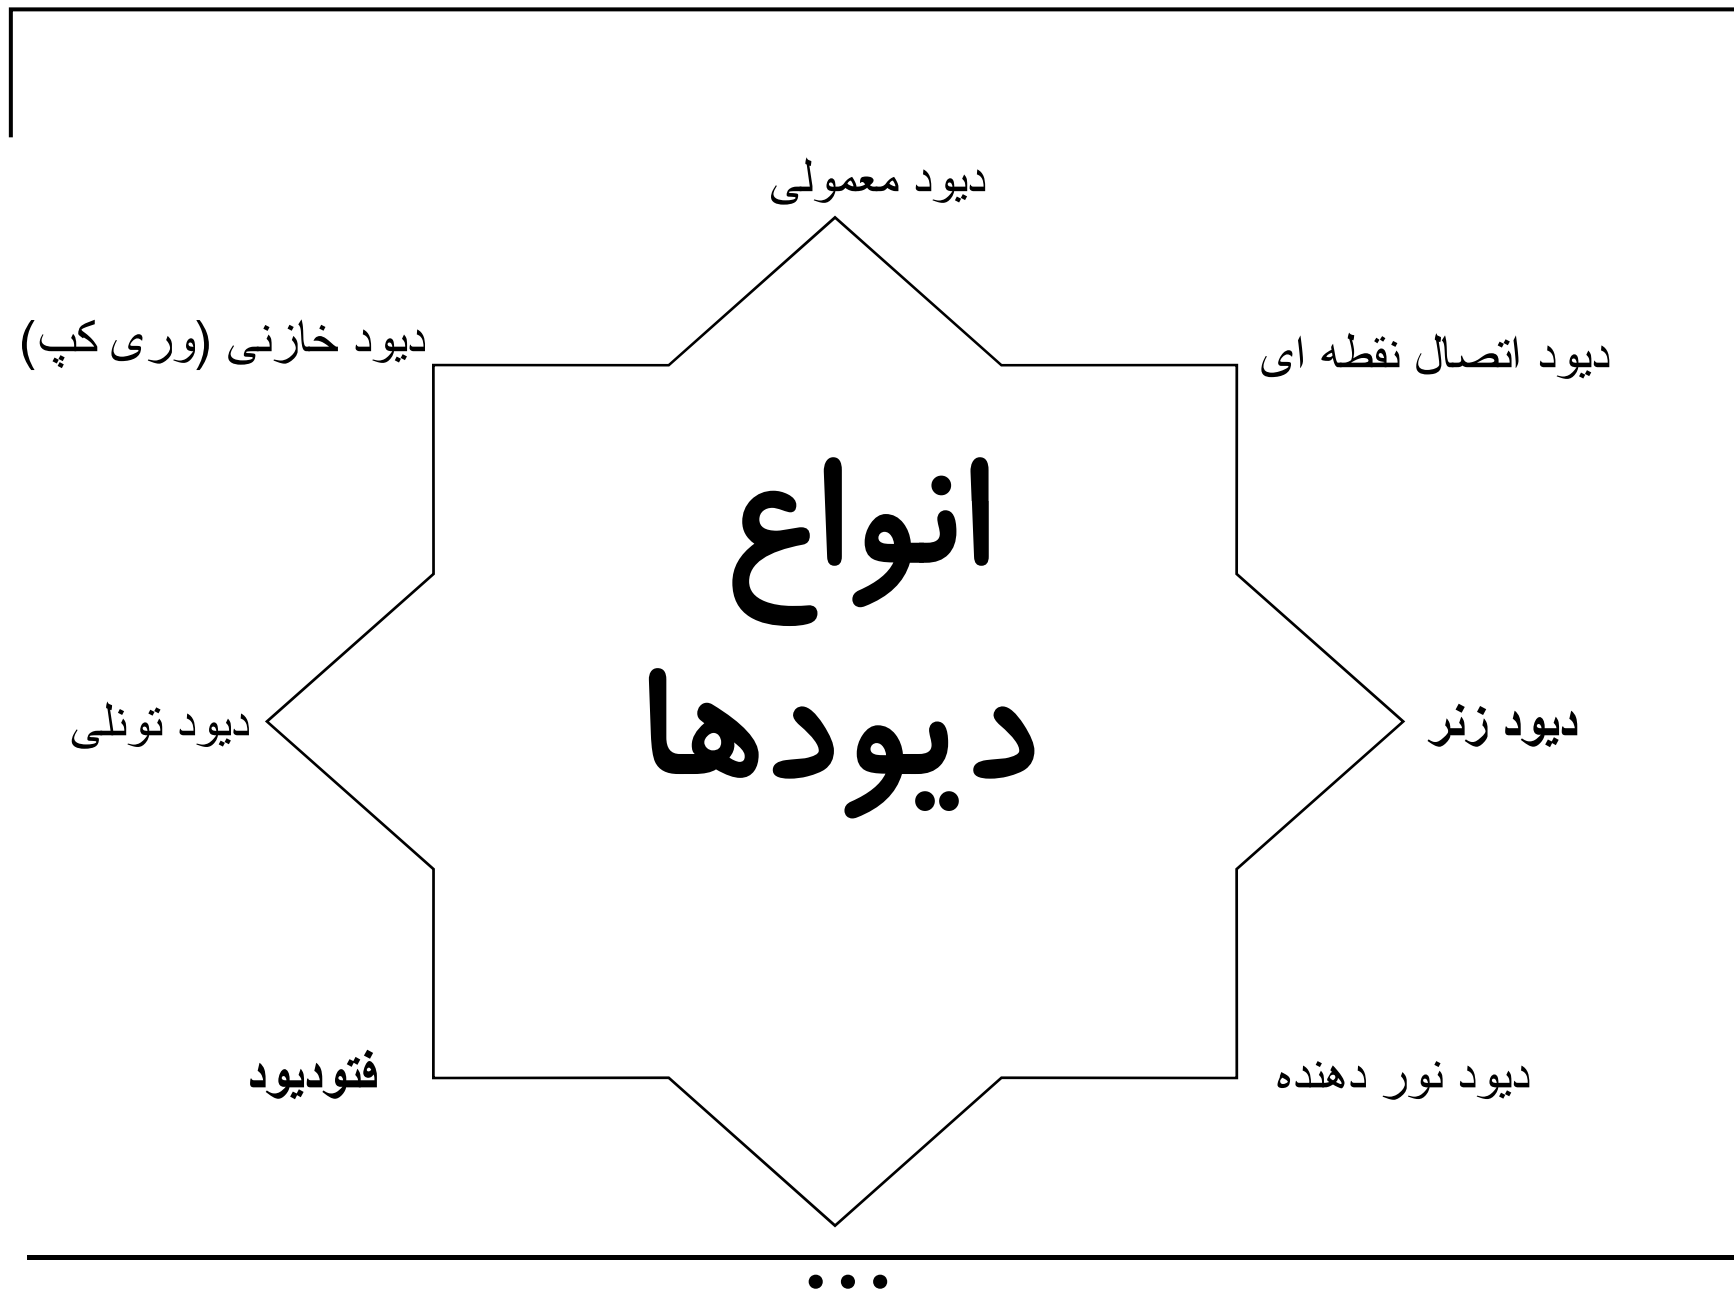 دیود معمولی
دیود اتصال نقطه ای
دیود خازنی (وری کپ)
انواع
دیودها
دیود زنر
دیود تونلی
دیود نور دهنده
فتودیود
...